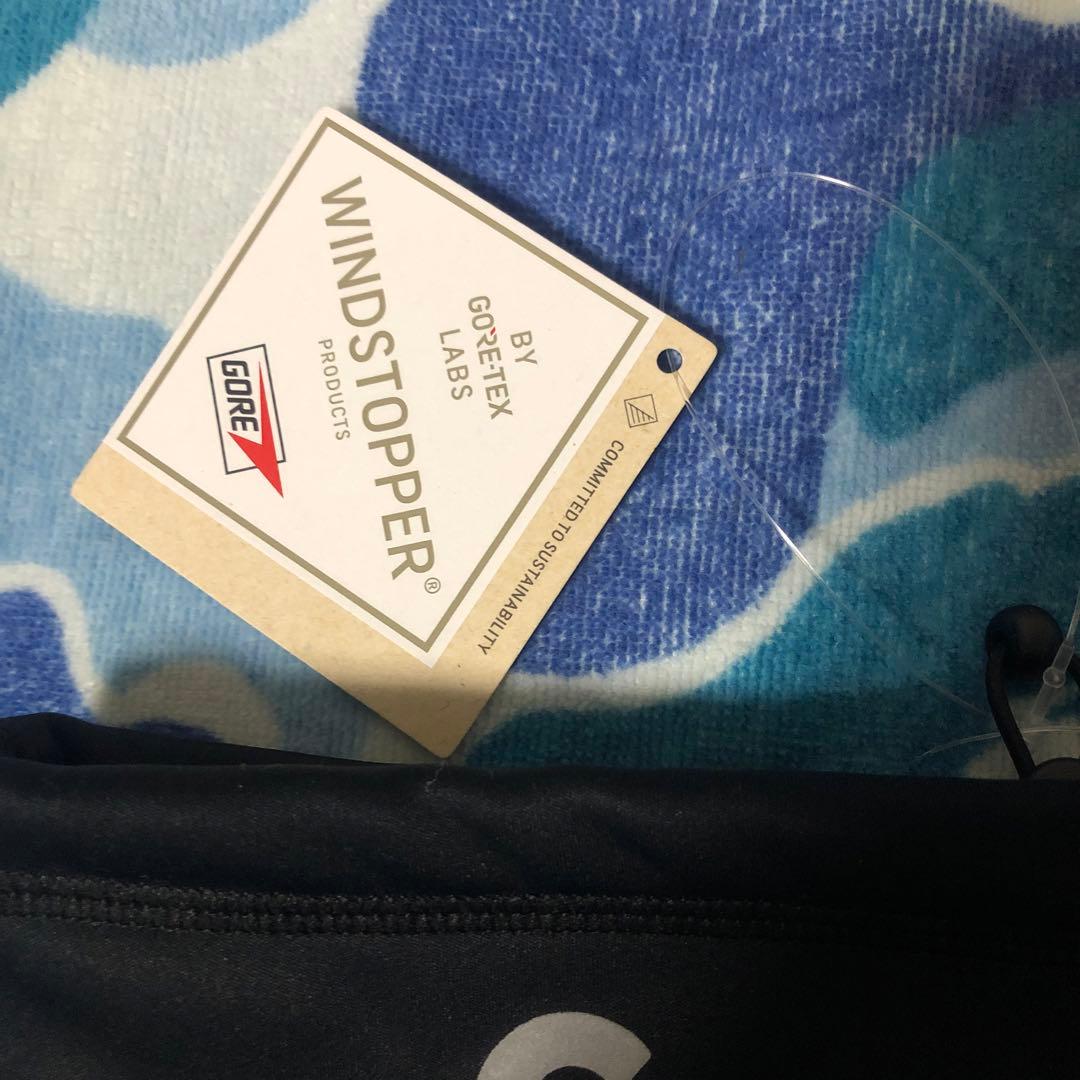 BY
GORE-TEX
LABS
WINDSTOPPER®
PRODUCTS
GORE
COMMITTED TO SUSTAINABILITY